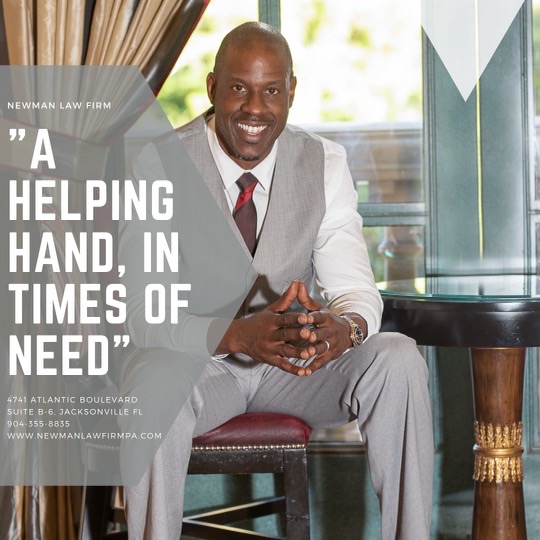 NEWMAN LAW FIRM
"A
HELPING
HAND, IN
TIMES OF
NEED"
4741 ATLANTIC BOULEVARD
SUITE B-6, JACKSONVILLE FL
904-355-8835
WWW.NEWMANLAWFIRMPA.COM